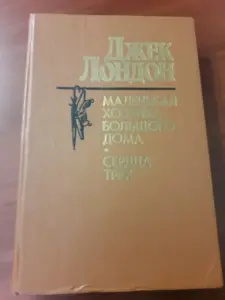 ДЖЕК
ЛОНДОН
МАЛЕНЬКАЯ
ХОЗЯЙКА
БОЛЬШОГО
ДОМА
•
СЕРДЦА
ТРЕХ